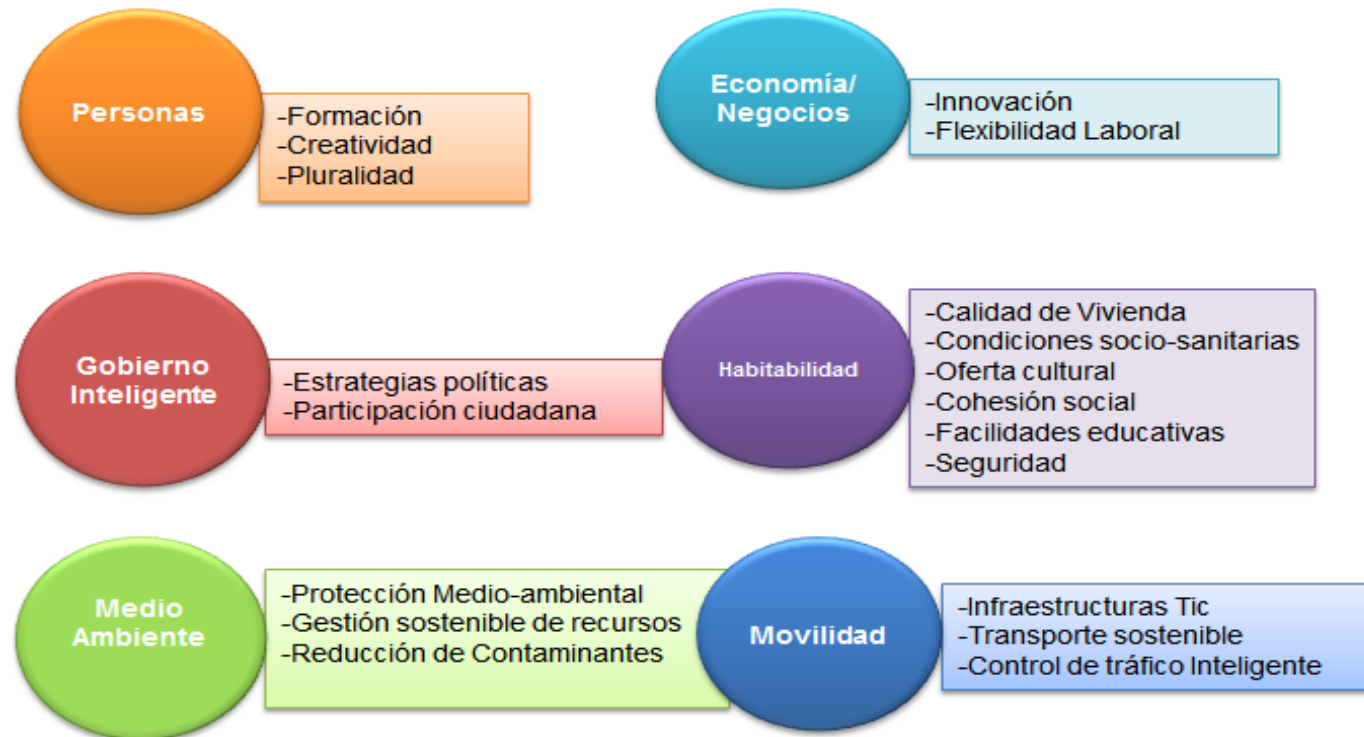 Personas
-Formación
-Creatividad
-Pluralidad
Economía/
Negocios
-Innovación
-Flexibilidad Laboral
Gobierno
Inteligente
-Estrategias políticas
-Participación ciudadana
Habitabilidad
-Calidad de Vivienda
-Condiciones socio-sanitarias
-Oferta cultural
-Cohesión social
-Facilidades educativas
-Seguridad
Medio
Ambiente
-Protección Medio-ambiental
-Gestión sostenible de recursos
-Reducción de Contaminantes
Movilidad
-Infraestructuras Tic
-Transporte sostenible
-Control de tráfico Inteligente